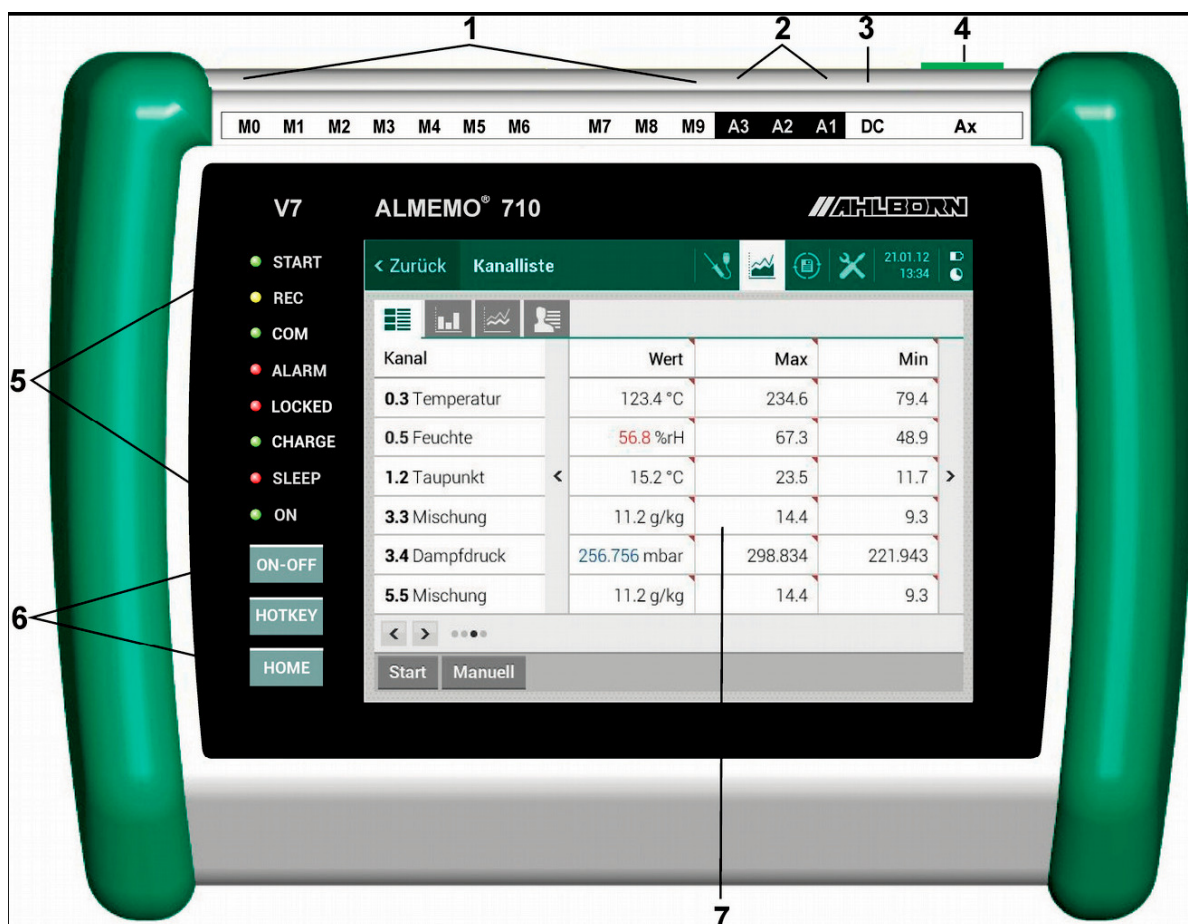 1 2 3 4
M0 M1 M2 M3 M4 M5 M6 M7 M8 M9 A3 A2 A1 DC Ax
V7 ALMEMO® 710 AHLBORN
START
REC
COM
ALARM
LOCKED
CHARGE
SLEEP
ON
5
ON-OFF
HOTKEY
HOME
6
< Zurück Kanalliste 21.01.12
13:34
Kanal Wert Max Min
0.3 Temperatur 123.4 °C 234.6 79.4
0.5 Feuchte 56.8 %rH 67.3 48.9
1.2 Taupunkt < 15.2 °C 23.5 11.7 >
3.3 Mischung 11.2 g/kg 14.4 9.3
3.4 Dampfdruck 256.756 mbar 298.834 221.943
5.5 Mischung 11.2 g/kg 14.4 9.3
< >
Start Manuell
7